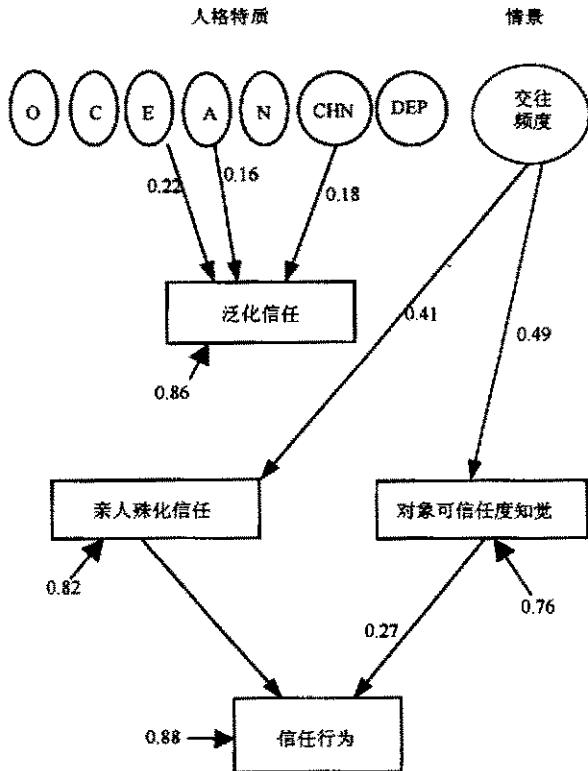 人格特质 情景
O C E A N CHN DEP 交往
频度
0.22 0.16 0.18
泛化信任
0.41 0.49
0.86
亲人殊化信任 对象可信任度知觉
0.82 0.76
0.27
0.88 信任行为